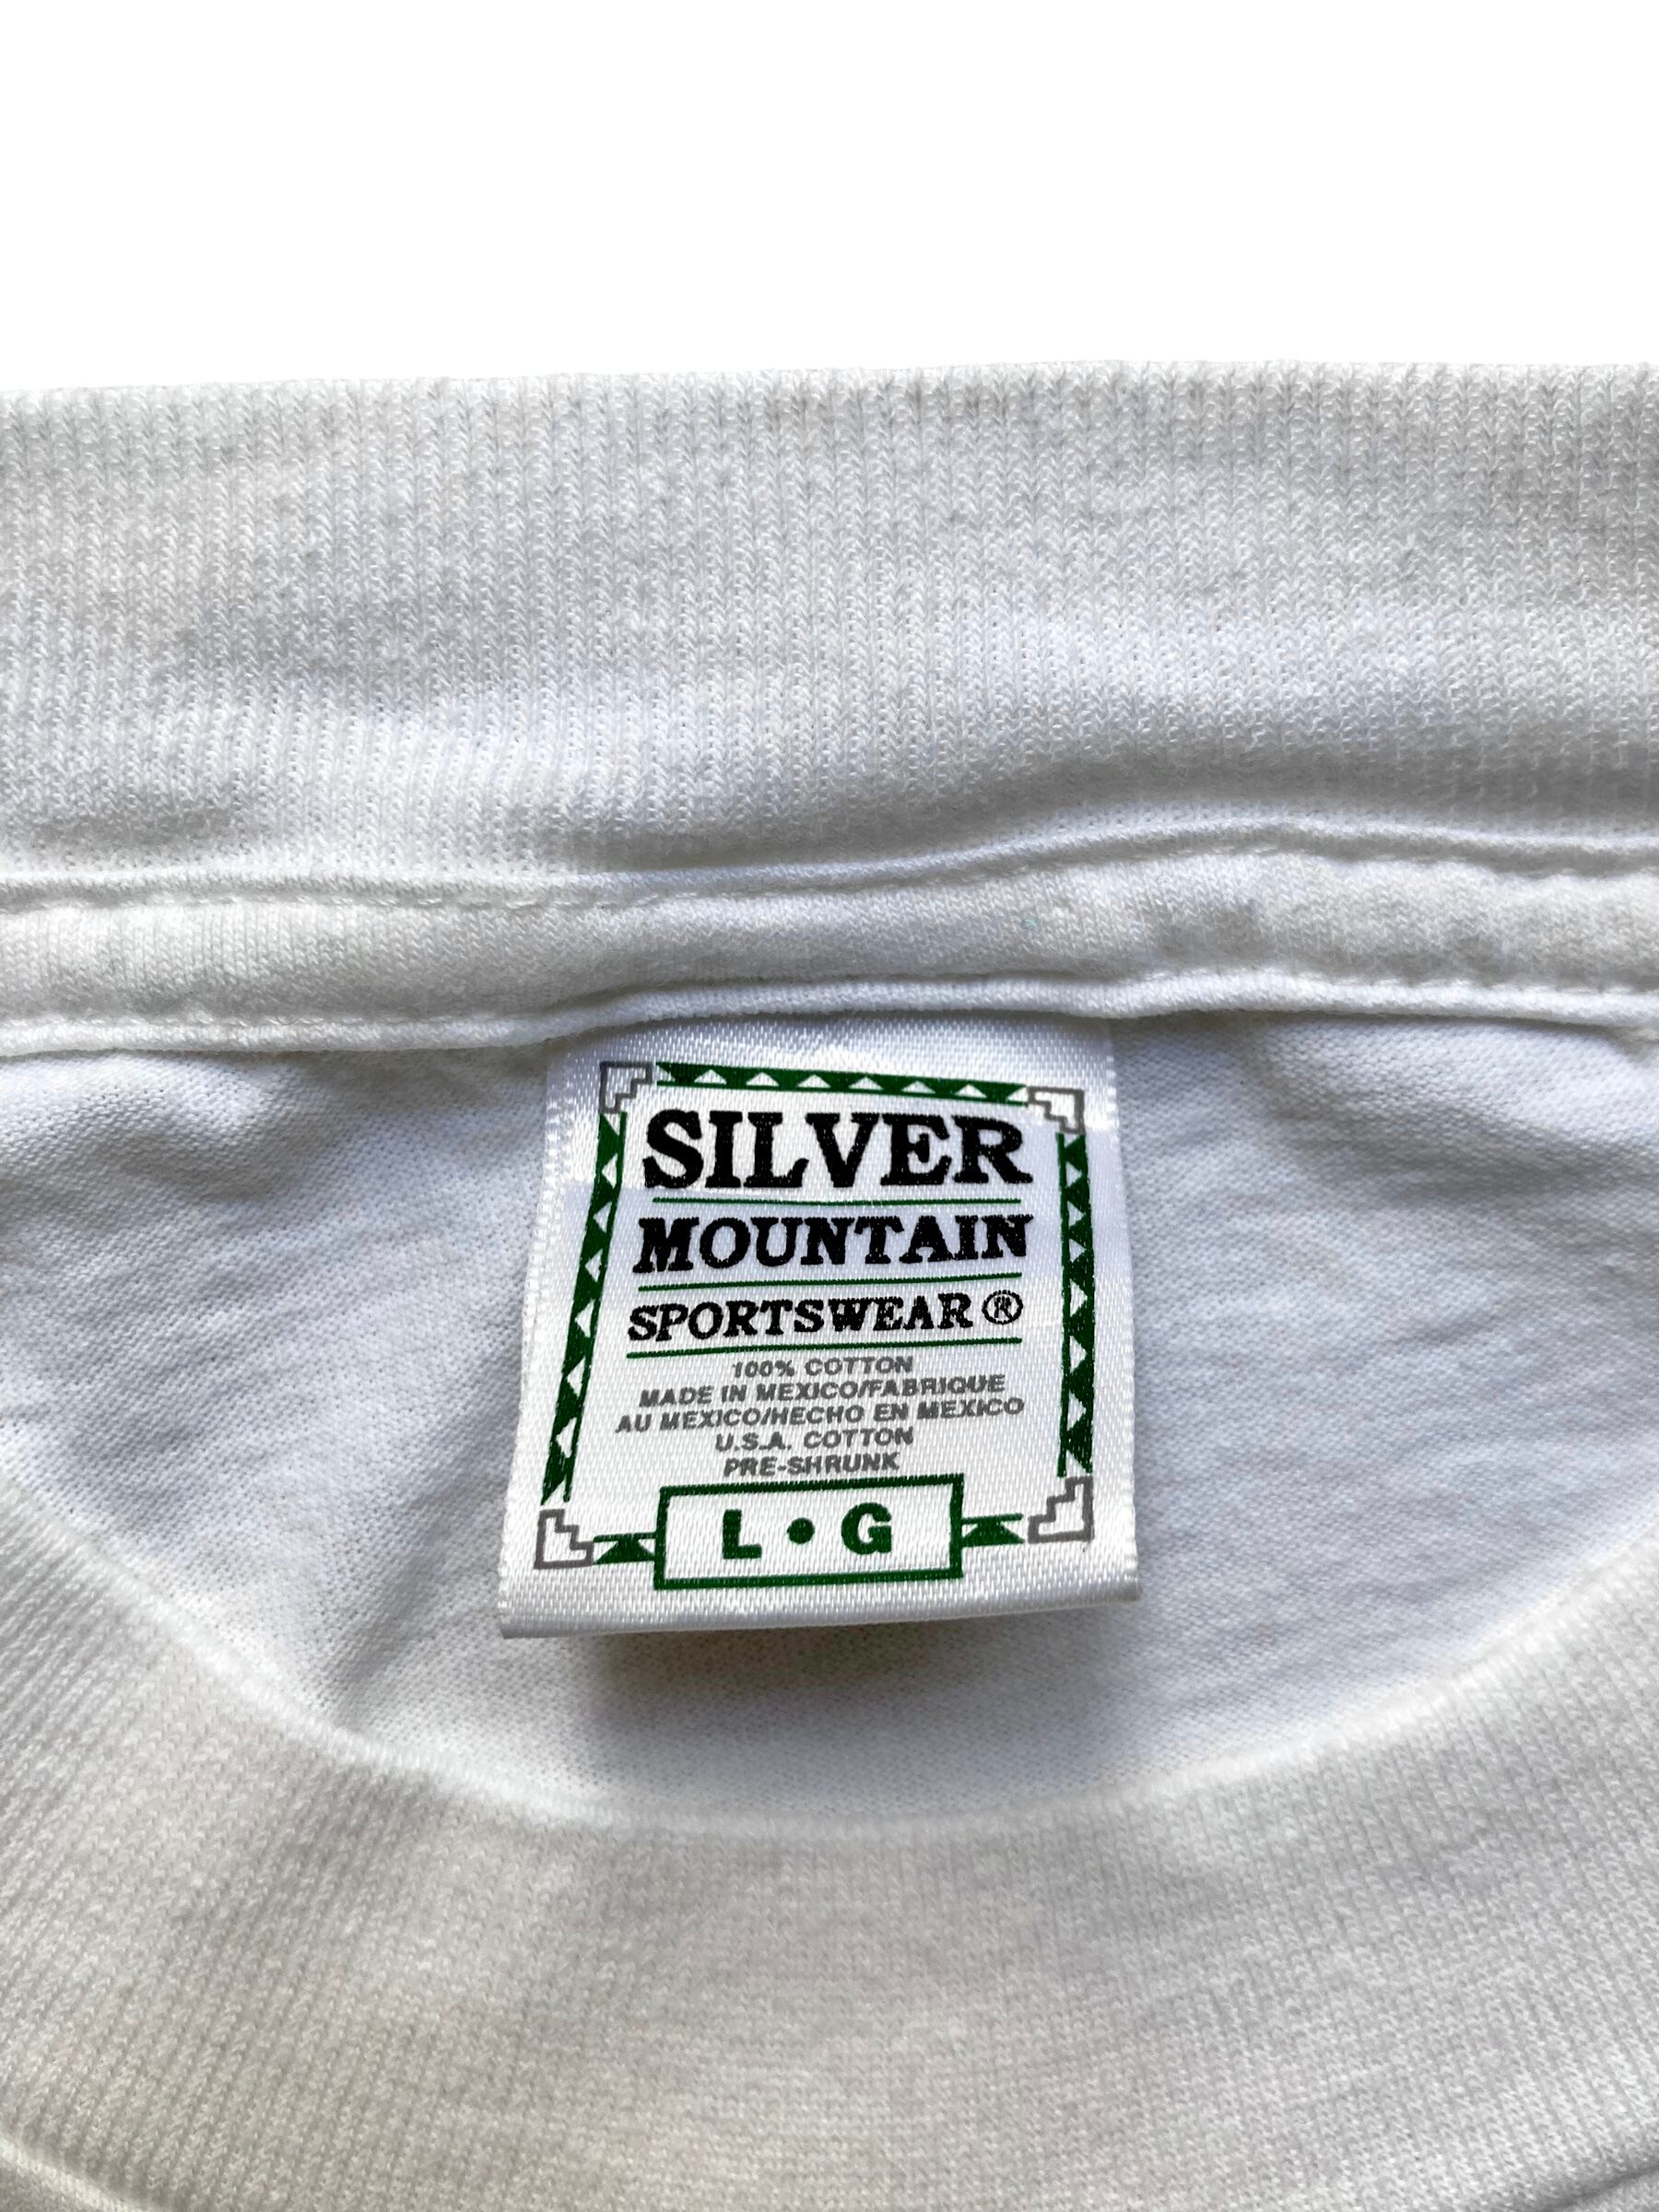 SILVER
MOUNTAIN
SPORTSWEAR®
100% COTTON
MADE IN MEXICO/FABRIQUE
AU MEXICO/HECHO EN MEXICO
U.S.A. COTTON
PRE-SHRUNK
L•G